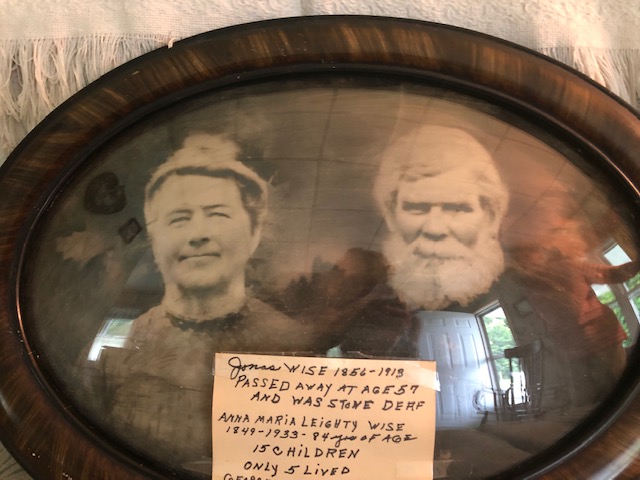 Jonas WISE 1856-1913
PASSED AWAY AT AGE 57
AND WAS STONE DEAF
ANNA MARIA LEIGHTY WISE
1849-1933-84 yrs OF AGE
15 CHILDREN
ONLY 5 LIVED